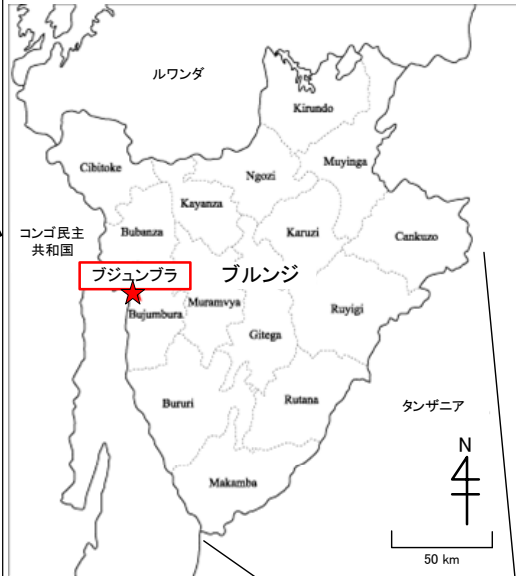 ルワンダ
Kirundo
Cibitoke
Muyinga
Ngozi
Kayanza
コンゴ民主
共和国
Bubanza
Karuzi
Cankuzo
ブジュンブラ
ブルンジ
Muramvya
Bujumbura
Ruyigi
Gitega
Bururi
Rutana
タンザニア
N
Makamba
50 km